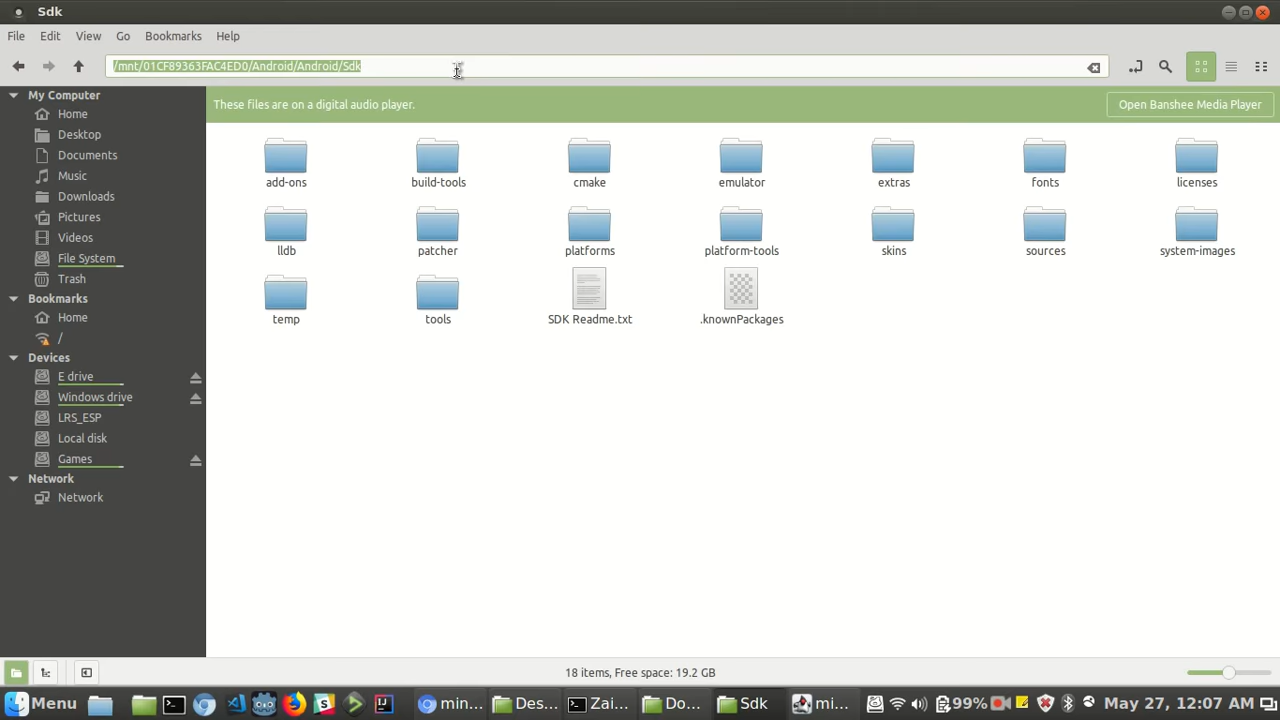 Sdk
File Edit View Go Bookmarks Help
/mnt/01CF89363FAC4ED0/Android/Android/Sdk
My Computer
Home
Desktop
Documents
Music
Downloads
Pictures
Videos
File System
Trash
Bookmarks
Home
/
Devices
E drive
Windows drive
LRS_ESP
Local disk
Games
Network
Network
These files are on a digital audio player. Open Banshee Media Player
add-ons build-tools cmake emulator extras fonts licenses
lldb patcher platforms platform-tools skins sources system-images
temp tools SDK Readme.txt .knownPackages
18 items, Free space: 19.2 GB
Menu min... Des... Zai... Do... Sdk mi... 99% May 27, 12:07 AM